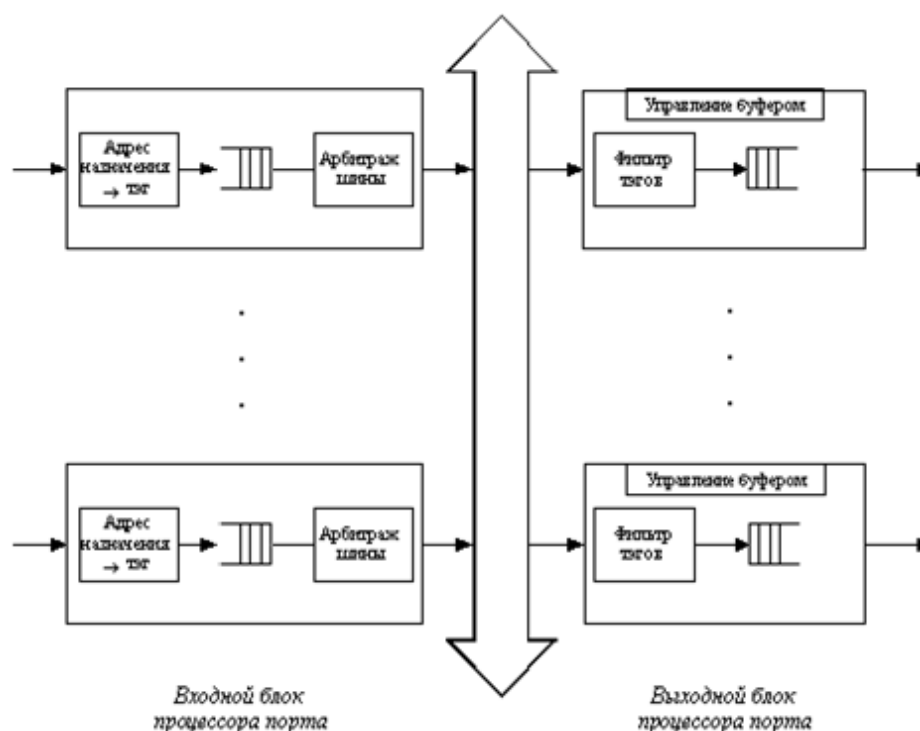 Адрес
назначения
→ тэг
Арбитраж
шины
Управление буфером
Фильтр
тэгов
Адрес
назначения
→ тэг
Арбитраж
шины
Управление буфером
Фильтр
тэгов
Входной блок
процессора порта
Выходной блок
процессора порта